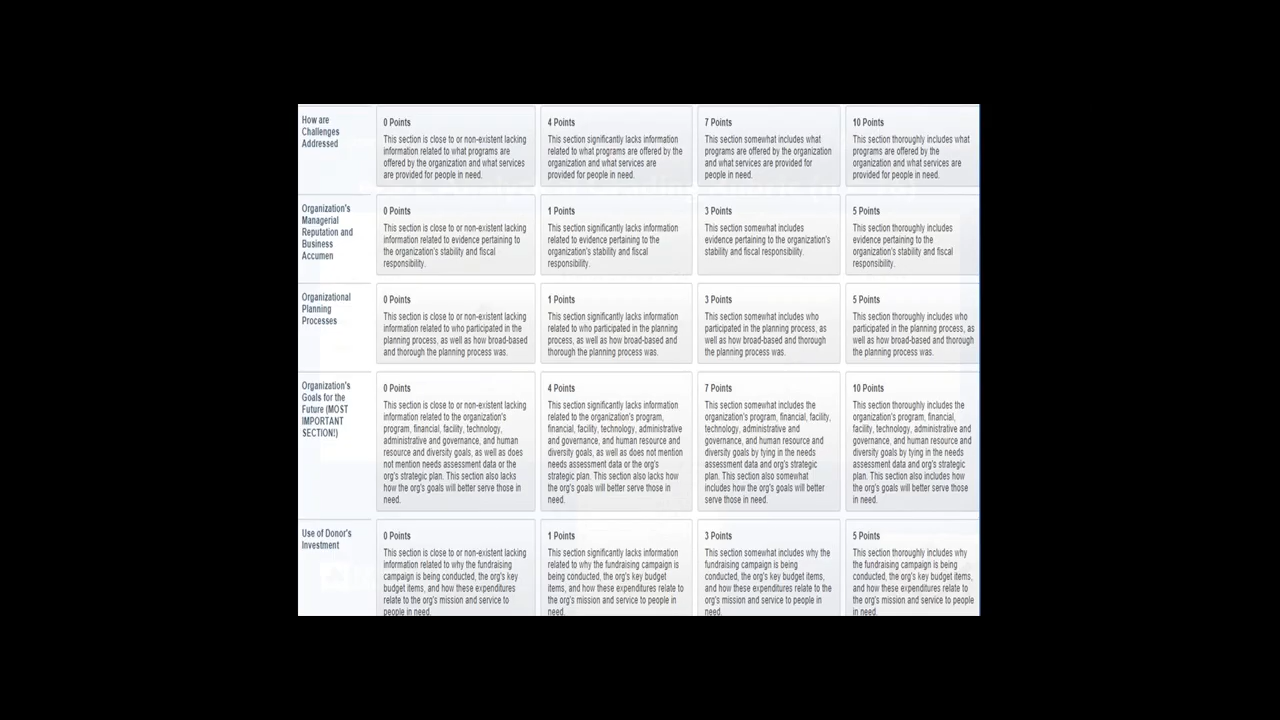 How are
Challenges
Addressed
0 Points
This section is close to or non-existent lacking
information related to what programs are
offered by the organization and what services
are provided for people in need.
4 Points
This section significantly lacks information
related to what programs are offered by the
organization and what services are
provided for people in need.
7 Points
This section somewhat includes what
programs are offered by the organization
and what services are provided for
people in need.
10 Points
This section thoroughly includes what
programs are offered by the
organization and what services are
provided for people in need.
Organization's
Managerial
Reputation and
Business
Accumen
0 Points
This section is close to or non-existent lacking
information related to evidence pertaining to
the organization's stability and fiscal
responsibility.
1 Points
This section significantly lacks information
related to evidence pertaining to the
organization's stability and fiscal
responsibility.
3 Points
This section somewhat includes
evidence pertaining to the organization's
stability and fiscal responsibility.
5 Points
This section thoroughly includes
evidence pertaining to the
organization's stability and fiscal
responsibility.
Organizational
Planning
Processes
0 Points
This section is close to or non-existent lacking
information related to who participated in the
planning process, as well as how broad-based
and thorough the planning process was.
1 Points
This section significantly lacks information
related to who participated in the planning
process, as well as how broad-based and
thorough the planning process was.
3 Points
This section somewhat includes who
participated in the planning process, as
well as how broad-based and thorough
the planning process was.
5 Points
This section thoroughly includes who
participated in the planning process, as
well as how broad-based and thorough
the planning process was.
Organization's
Goals for the
Future (MOST
IMPORTANT
SECTION!)
0 Points
This section is close to or non-existent lacking
information related to the organization's
program, financial, facility, technology,
administrative and governance, and human
resource and diversity goals, as well as does
not mention needs assessment data or the
org's strategic plan. This section also lacks
how the org's goals will better serve those in
need.
4 Points
This section significantly lacks information
related to the organization's program,
financial, facility, technology, administrative
and governance, and human resource and
diversity goals, as well as does not mention
needs assessment data or the org's
strategic plan. This section also lacks how
the org's goals will better serve those in
need.
7 Points
This section somewhat includes the
organization's program, financial, facility,
technology, administrative and
governance, and human resource and
diversity goals by tying in the needs
assessment data and org's strategic
plan. This section also somewhat
includes how the org's goals will better
serve those in need.
10 Points
This section thoroughly includes the
organization's program, financial,
facility, technology, administrative and
governance, and human resource and
diversity goals by tying in the needs
assessment data and org's strategic
plan. This section also includes how
the org's goals will better serve those
in need.
Use of Donor's
Investment
0 Points
This section is close to or non-existent lacking
information related to why the fundraising
campaign is being conducted, the org's key
budget items, and how these expenditures
relate to the org's mission and service to
people in need.
1 Points
This section significantly lacks information
related to why the fundraising campaign is
being conducted, the org's key budget
items, and how these expenditures relate to
the org's mission and service to people in
need.
3 Points
This section somewhat includes why the
fundraising campaign is being
conducted, the org's key budget items,
and how these expenditures relate to the
org's mission and service to people in
need.
5 Points
This section thoroughly includes why
the fundraising campaign is being
conducted, the org's key budget items,
and how these expenditures relate to
the org's mission and service to people
in need.